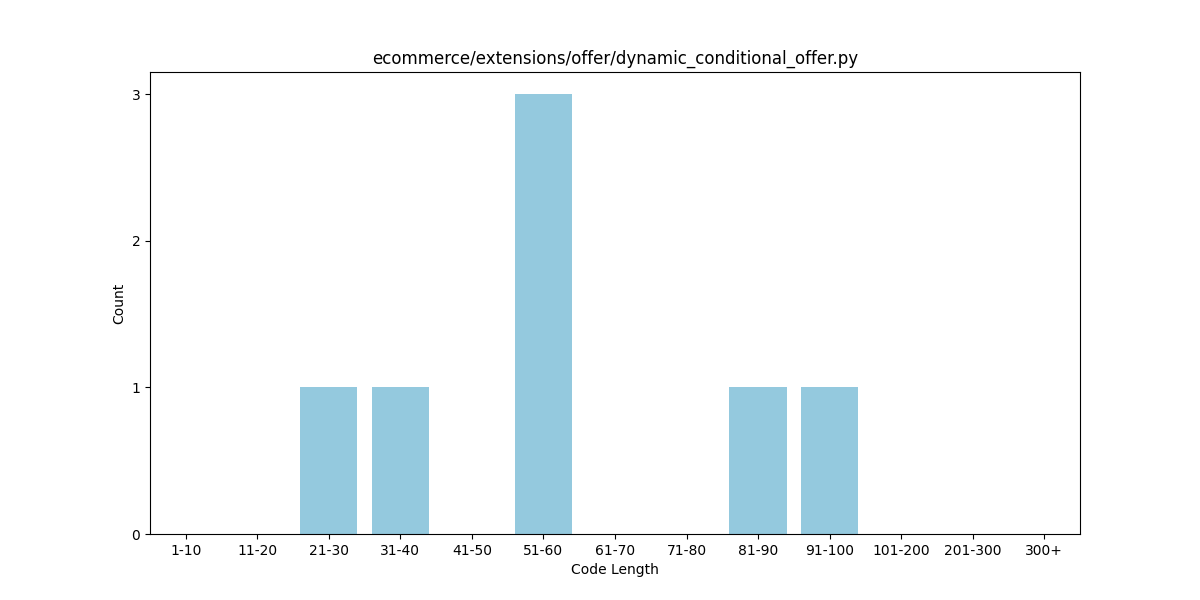 ecommerce/extensions/offer/dynamic_conditional_offer.py
3
2
1
0
Count
1-10 11-20 21-30 31-40 41-50 51-60 61-70 71-80 81-90 91-100 101-200 201-300 300+
Code Length